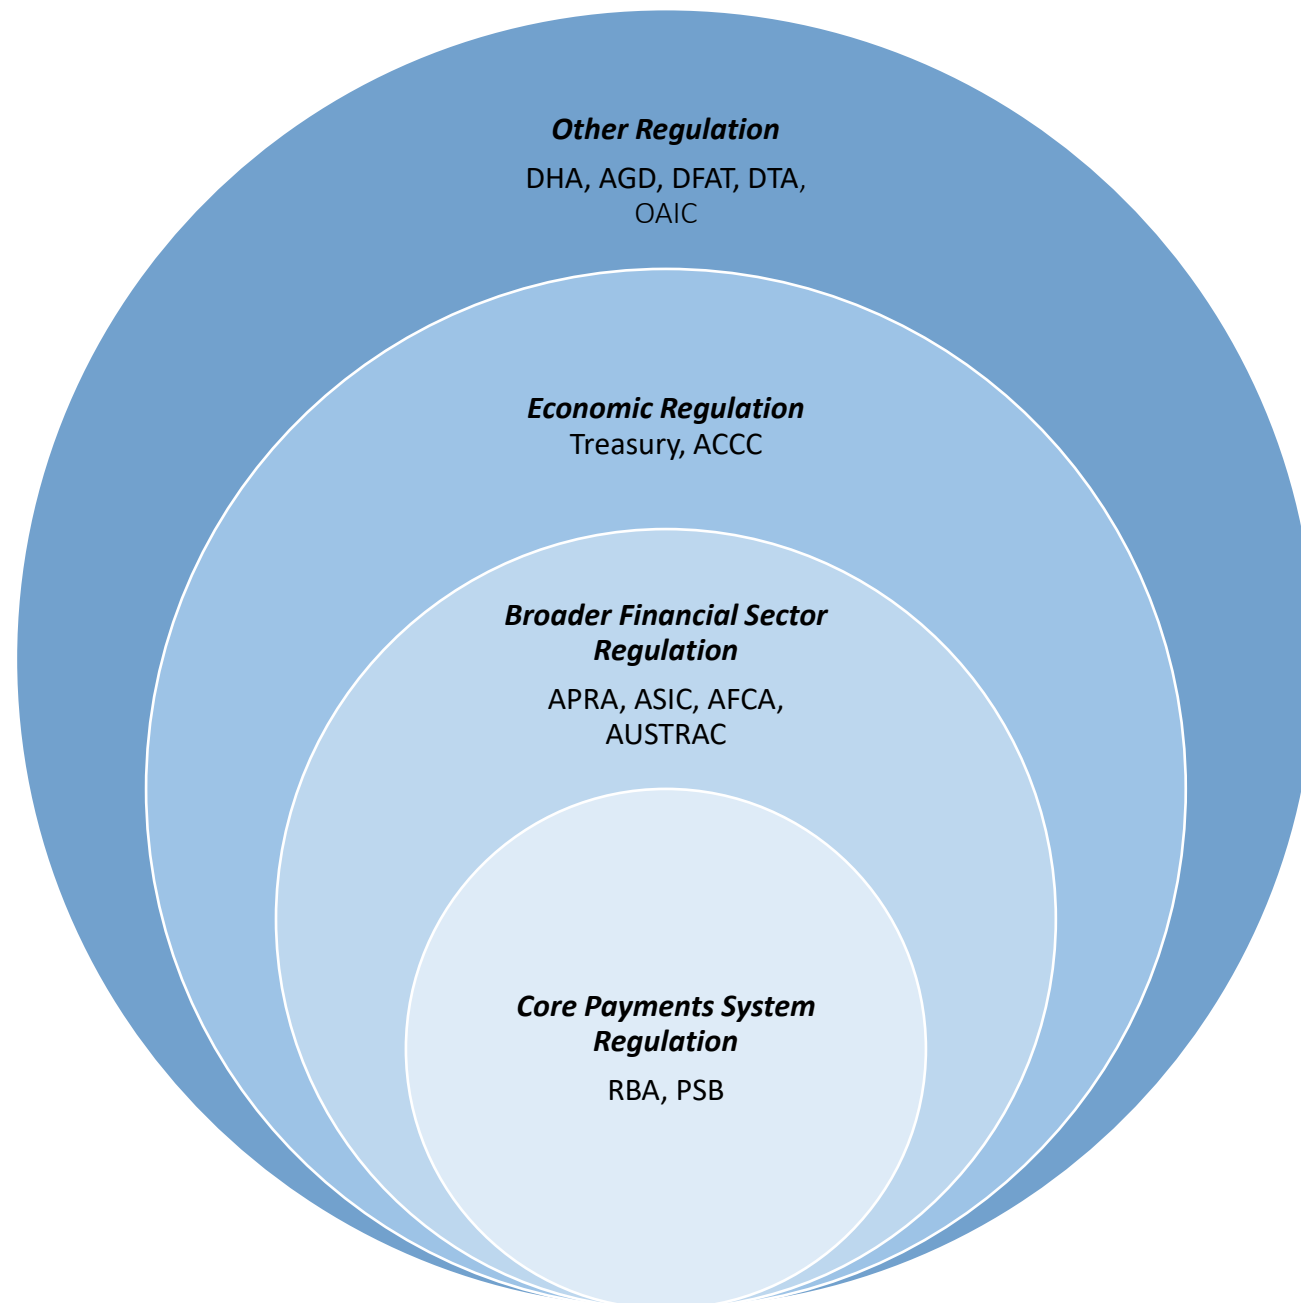 Other Regulation
DHA, AGD, DFAT, DTA,
OAIC
Economic Regulation
Treasury, ACCC
Broader Financial Sector
Regulation
APRA, ASIC, AFCA,
AUSTRAC
Core Payments System
Regulation
RBA, PSB